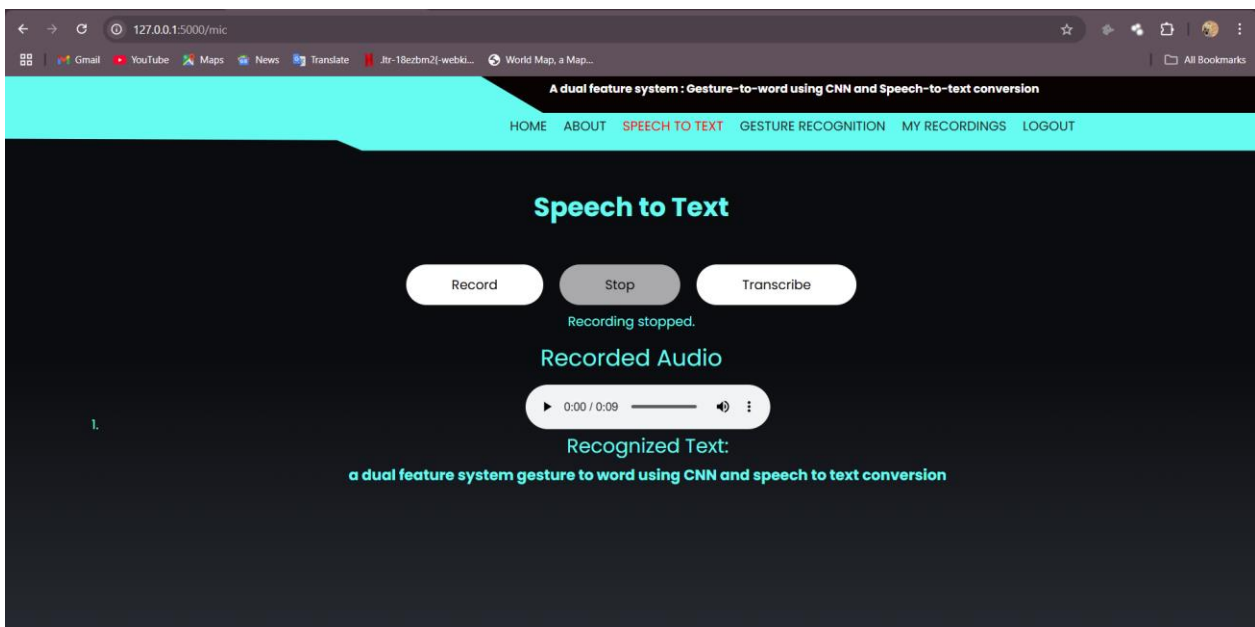 127.0.0.1:5000/mic
Gmail YouTube Maps News Translate Jtr-18ezbm2{-webki... World Map, a Map... All Bookmarks
A dual feature system : Gesture-to-word using CNN and Speech-to-text conversion
HOME ABOUT SPEECH TO TEXT GESTURE RECOGNITION MY RECORDINGS LOGOUT
Speech to Text
Record Stop Transcribe
Recording stopped.
Recorded Audio
0:00 / 0:09
1.
Recognized Text:
a dual feature system gesture to word using CNN and speech to text conversion